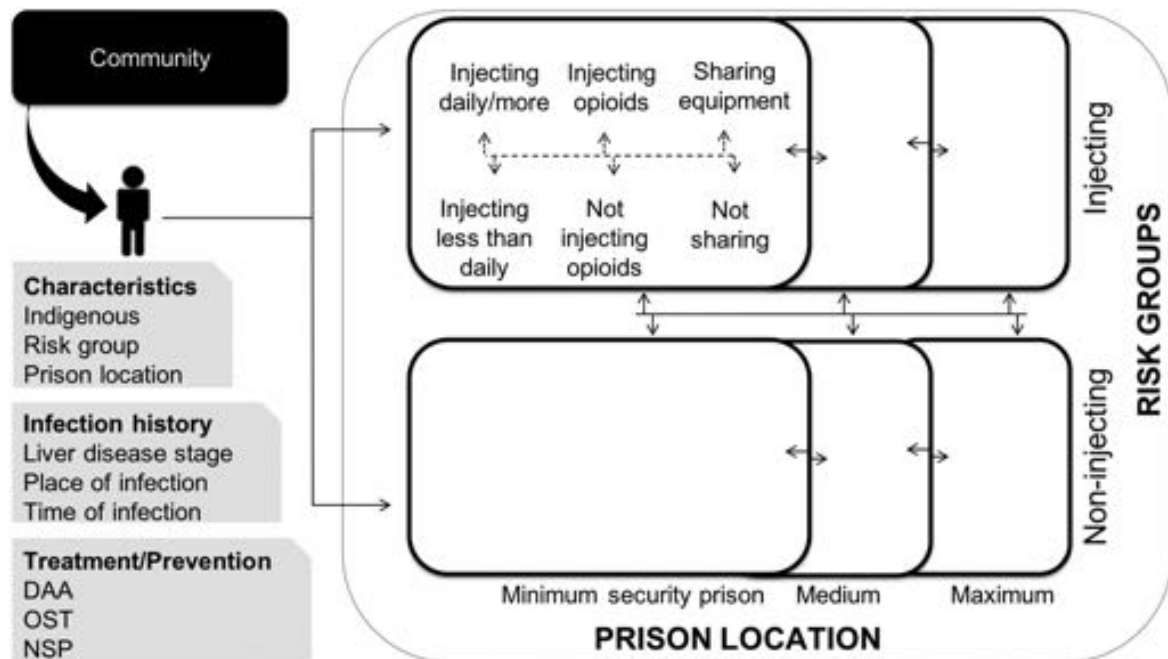 Community
Characteristics
Indigenous
Risk group
Prison location
Infection history
Liver disease stage
Place of infection
Time of infection
Treatment/Prevention
DAA
OST
NSP
Injecting
daily/more
Injecting
opioids
Sharing
equipment
Injecting
less than
daily
Not
injecting
opioids
Not
sharing
Injecting
Non-injecting
RISK GROUPS
Minimum security prison
Medium
Maximum
PRISON LOCATION